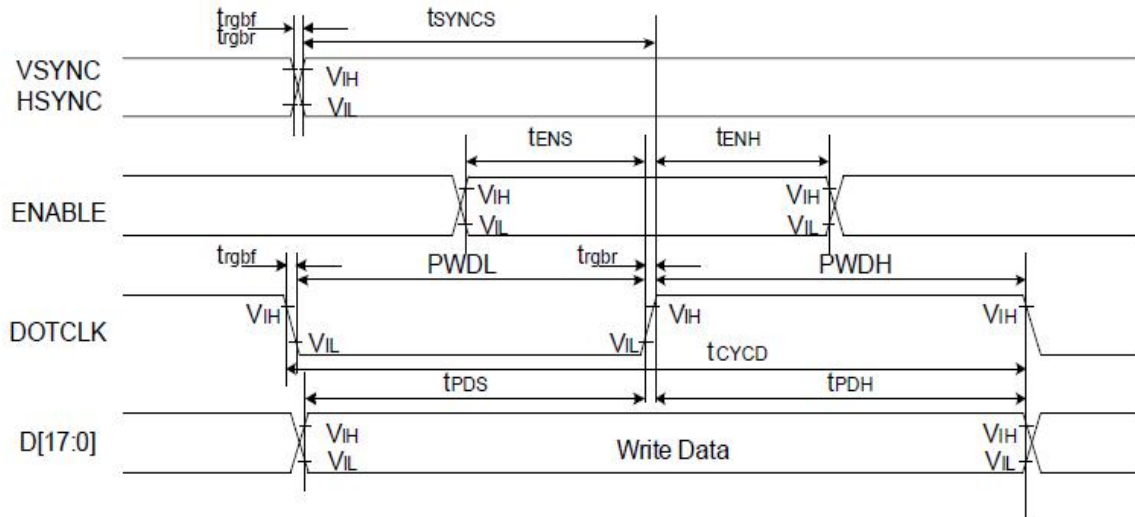 trgbf
trgbr
tSYNCS
VSYNC
HSYNC
VIH
VIL
tENS
tENH
ENABLE
VIH
VIL
VIH
VIL
trgbf
PWDL
trgbr
PWDH
DOTCLK
VIH
VIL
VIL
VIH
VIH
tCYCD
tPDS
tPDH
D[17:0]
VIH
VIL
Write Data
VIH
VIL